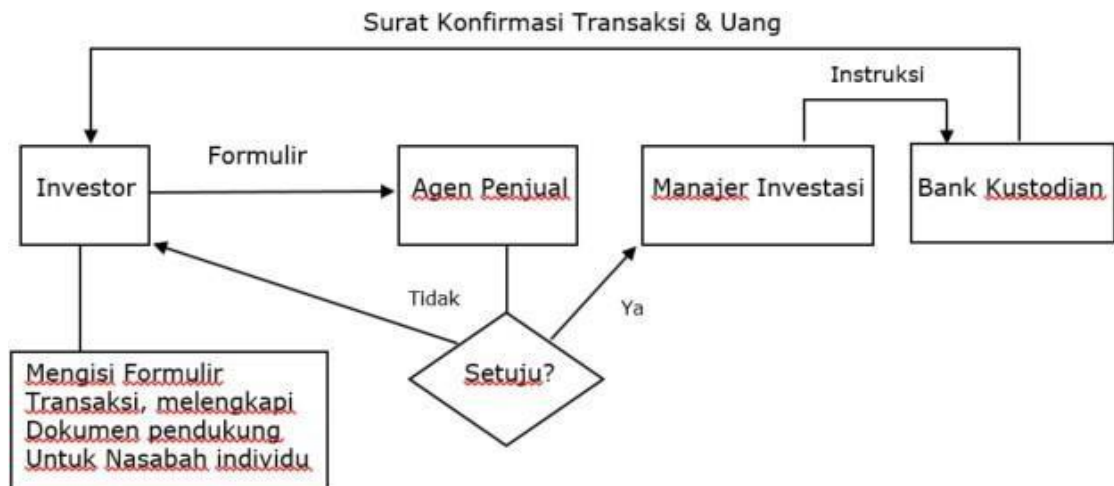 Surat Konfirmasi Transaksi & Uang
Instruksi
Formulir
Investor
Agen Penjual
Manajer Investasi
Bank Kustodian
Tidak
Ya
Setuju?
Mengisi Formulir
Transaksi, melengkapi
Dokumen pendukung
Untuk Nasabah individu